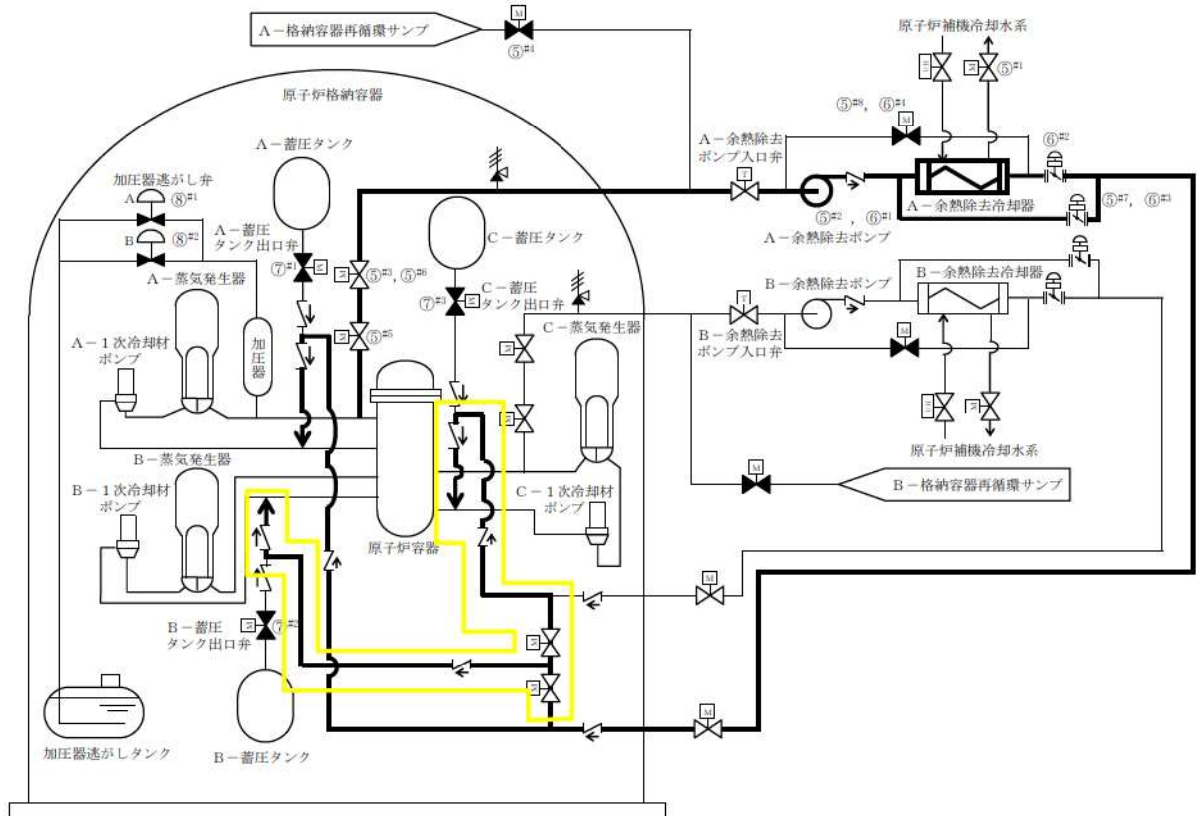 A-格納容器再循環サンプ
M
⑤#4
原子炉補機冷却水系
M
⑤#1
原子炉格納容器
⑤#8, ⑥#4
M
A-余熱除去
ポンプ入口弁
T
⑥#2
A-余熱除去冷却器
⑤#7, ⑥#3
⑤#2, ⑥#1
A-余熱除去ポンプ
A-蓄圧タンク
加圧器逃がし弁
A
⑧#1
B
⑧#2
A-蓄圧
タンク出口弁
⑦#1
M
C-蓄圧タンク
M
⑤#3, ⑤#6
C-蓄圧
タンク出口弁
⑦#3
M
A-蒸気発生器
M
⑤#5
B-余熱除去冷却器
B-余熱除去ポンプ
T
B-余熱除去
ポンプ入口弁
M
M
M
C-蒸気発生器
A-1次冷却材
ポンプ
加圧器
M
原子炉補機冷却水系
B-蒸気発生器
M
B-格納容器再循環サンプ
B-1次冷却材
ポンプ
C-1次冷却材
ポンプ
原子炉容器
M
B-蓄圧
タンク出口弁
M
⑦#2
M
M
M
加圧器逃がしタンク
B-蓄圧タンク